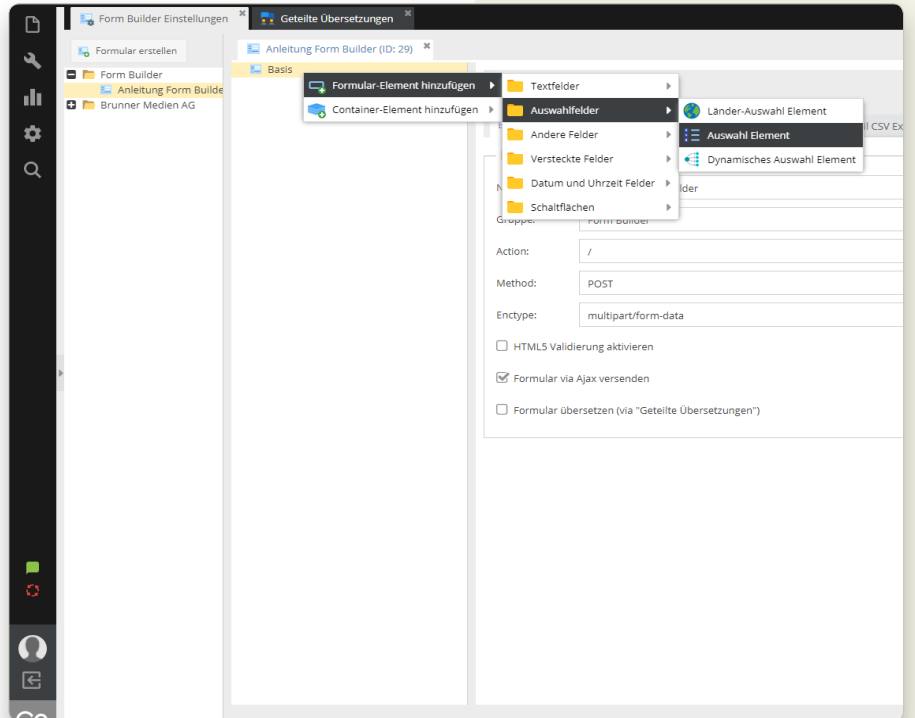 Form Builder Einstellungen
Geteilte Übersetzungen
Formular erstellen
Anleitung Form Builder (ID: 29)
Form Builder
Anleitung Form Builde
Brunner Medien AG
Basis
Formular-Element hinzufügen
Container-Element hinzufügen
Textfelder
Auswahlfelder
Andere Felder
Versteckte Felder
Datum und Uhrzeit Felder
Schaltflächen
Länder-Auswahl Element
Auswahl Element
Dynamisches Auswahl Element
CSV Ex
lder
Gruppe:
Form Builder
Action:
/
Method:
POST
Enctype:
multipart/form-data
HTML5 Validierung aktivieren
Formular via Ajax versenden
Formular übersetzen (via "Geteilte Übersetzungen")